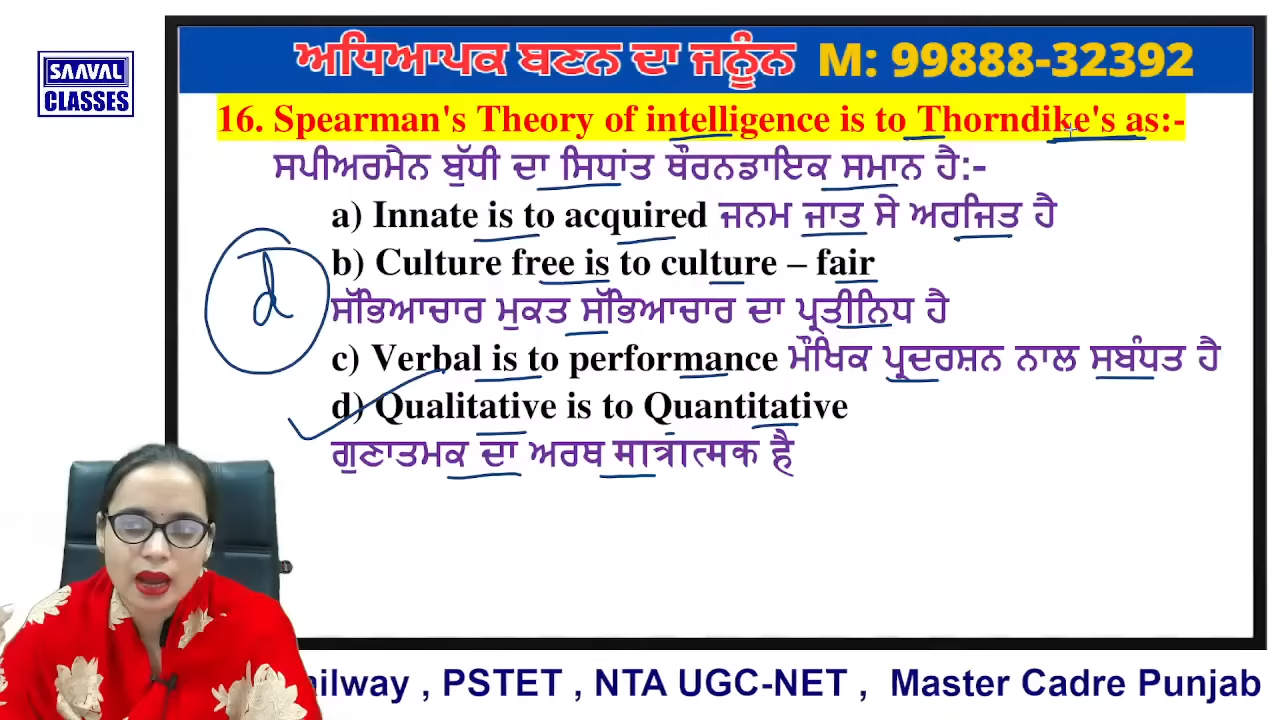 SAAVAL
CLASSES
ਅਧਿਆਪਕ ਬਣਨ ਦਾ ਜਨੂੰਨ M: 99888-32392
16. Spearman's Theory of intelligence is to Thorndike's as:-
ਸਪੀਅਰਮੈਨ ਬੁੱਧੀ ਦਾ ਸਿਧਾਂਤ ਥੌਰਨਡਾਇਕ ਸਮਾਨ ਹੈ:-
a) Innate is to acquired ਜਨਮ ਜਾਤ ਸੇ ਅਰਜਿਤ ਹੈ
b) Culture free is to culture – fair
ਸੱਭਿਆਚਾਰ ਮੁਕਤ ਸੱਭਿਆਚਾਰ ਦਾ ਪ੍ਰਤੀਨਿਧ ਹੈ
c) Verbal is to performance ਮੌਖਿਕ ਪ੍ਰਦਰਸ਼ਨ ਨਾਲ ਸਬੰਧਤ ਹੈ
d) Qualitative is to Quantitative
ਗੁਣਾਤਮਕ ਦਾ ਅਰਥ मात्रात्मक है
d
ilway , PSTET , NTA UGC-NET , Master Cadre Punjab